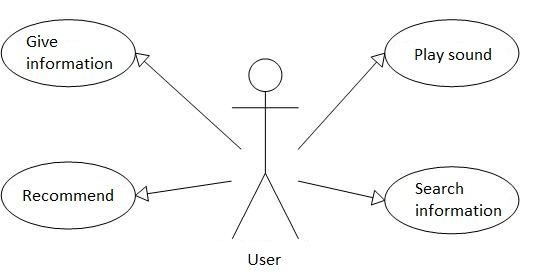 Give
information
Play sound
Recommend
Search
information
User